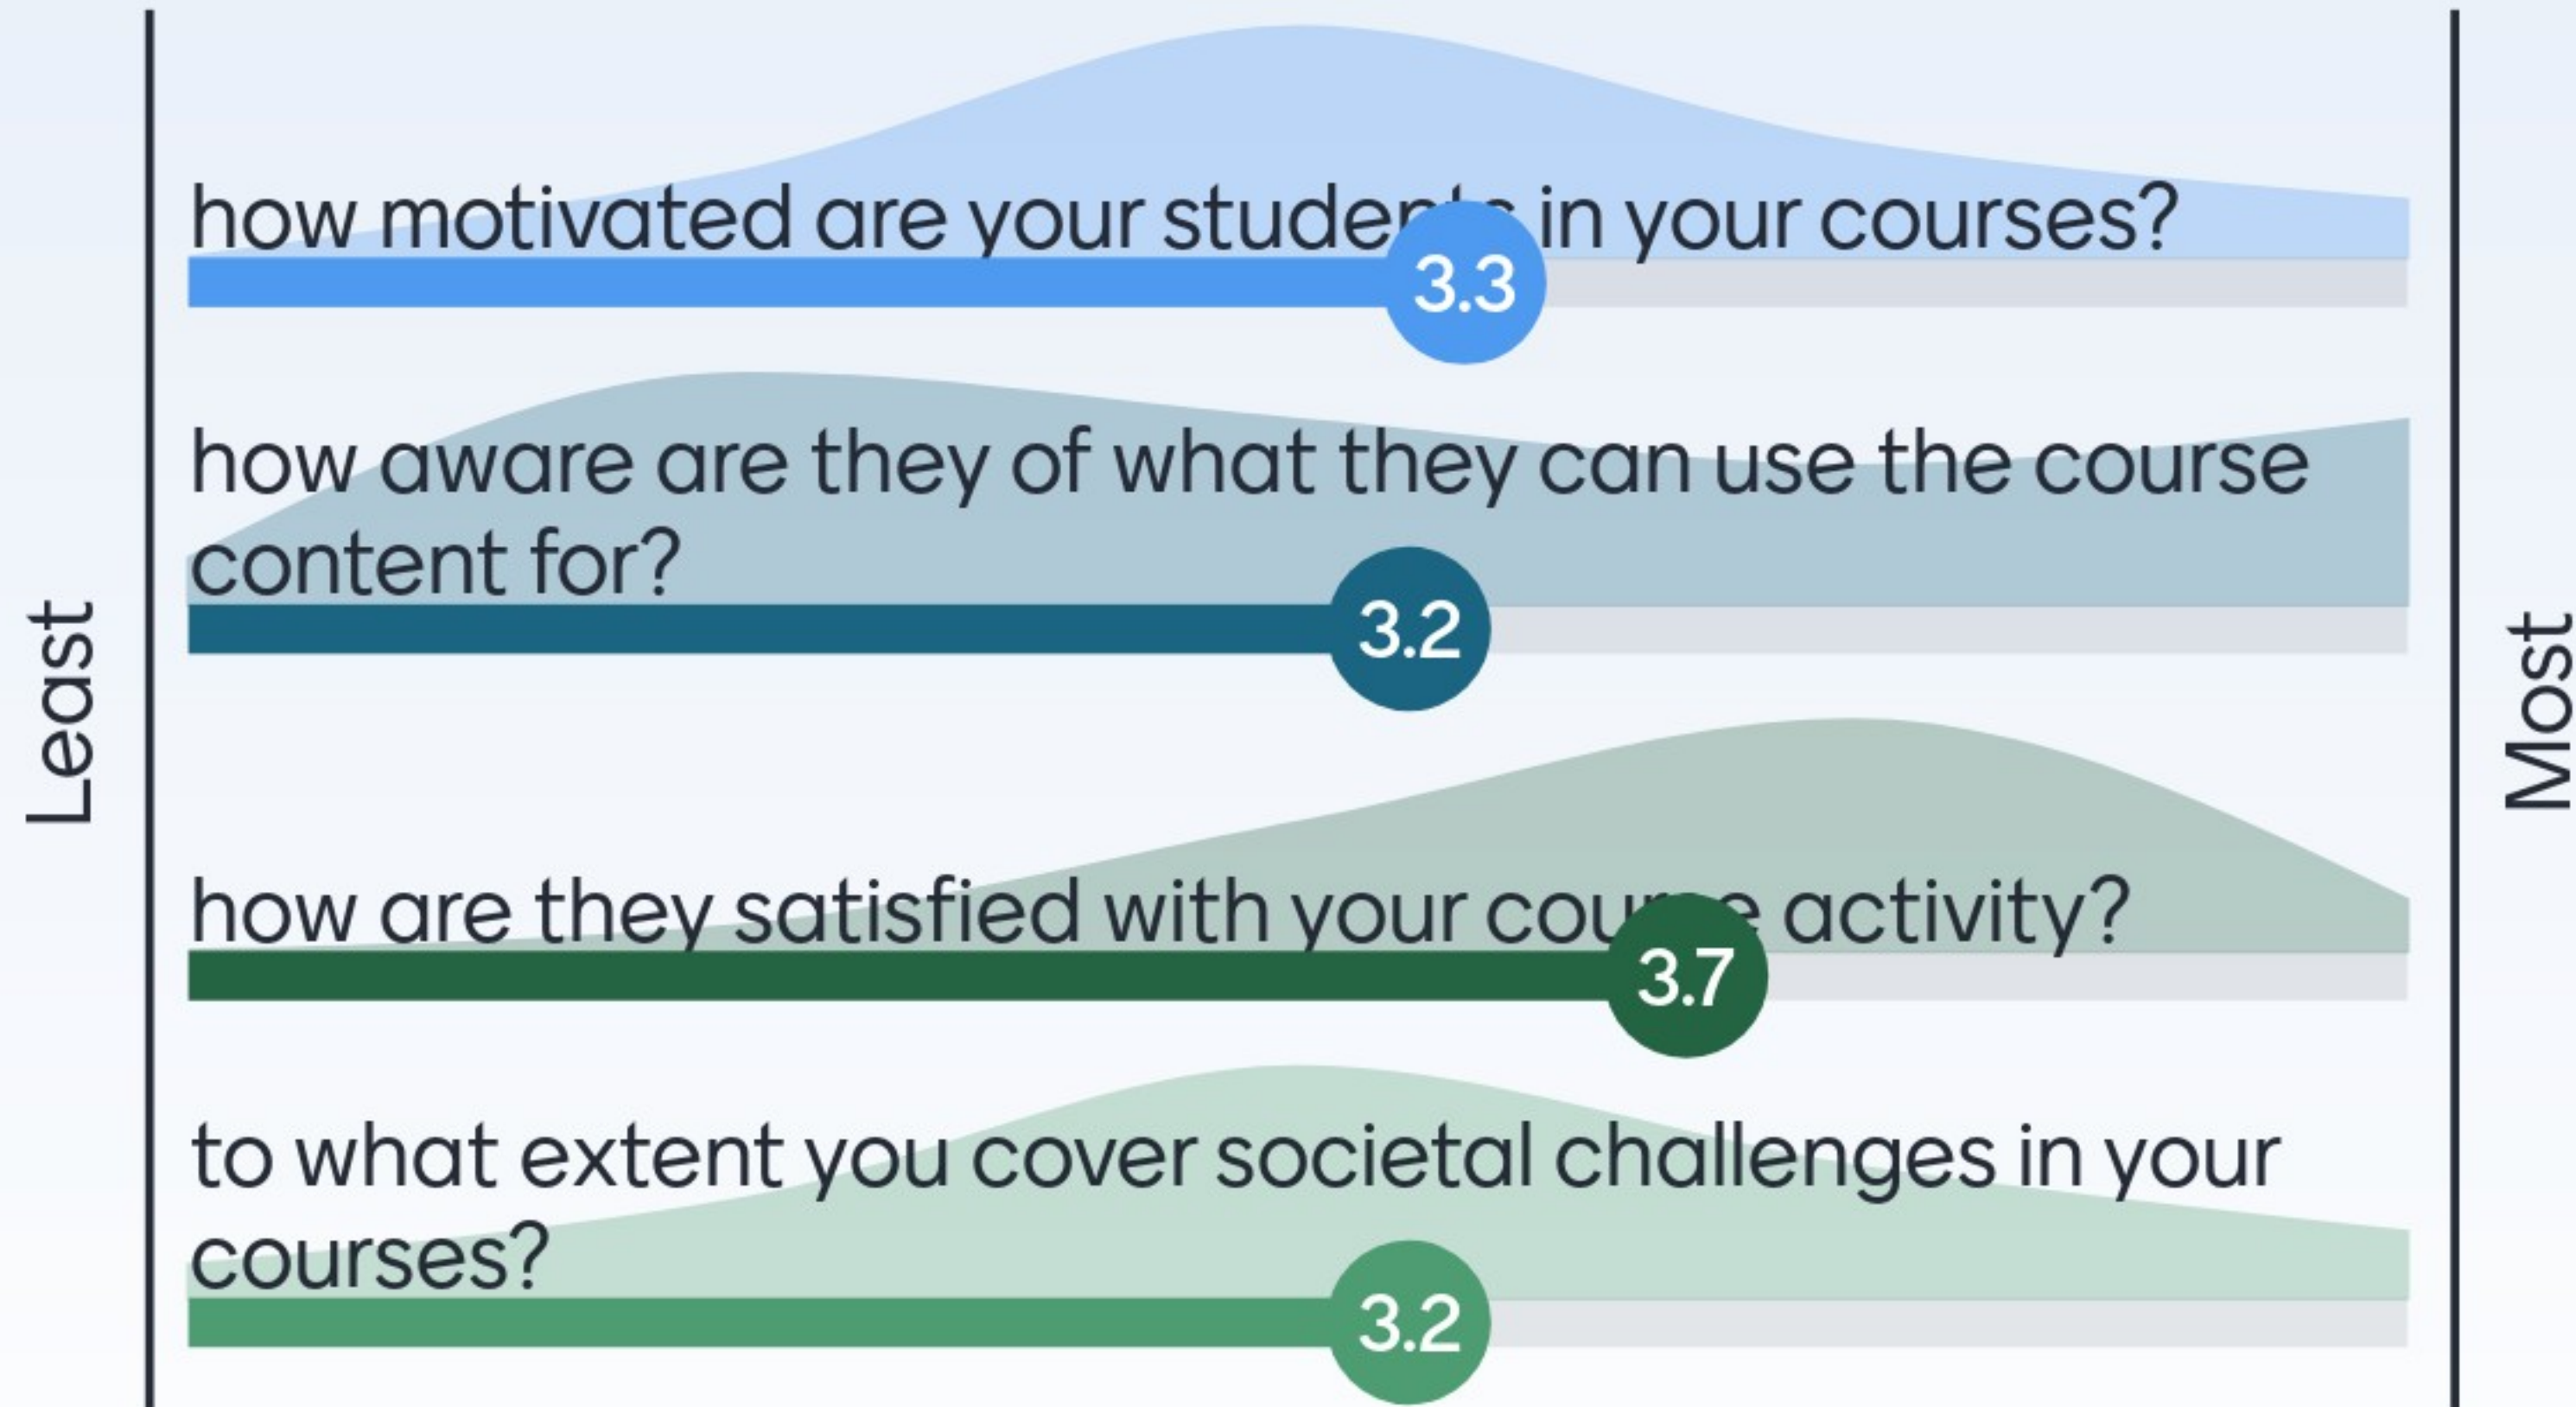 how motivated are your students in your courses?
3.3
how aware are they of what they can use the course
content for?
3.2
Least
Most
how are they satisfied with your course activity?
3.7
to what extent you cover societal challenges in your
courses?
3.2